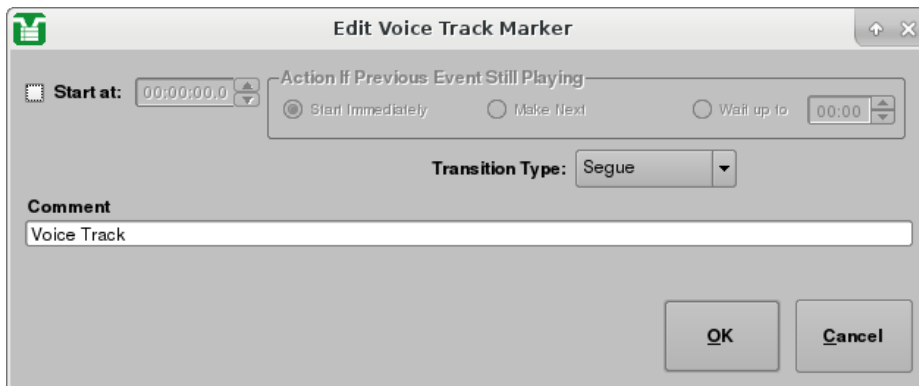 Edit Voice Track Marker
Action If Previous Event Still Playing
Start at: 00:00:00.0 Start Immediately Make Next Wait up to 00:00
Transition Type: Segue
Comment
Voice Track
OK Cancel